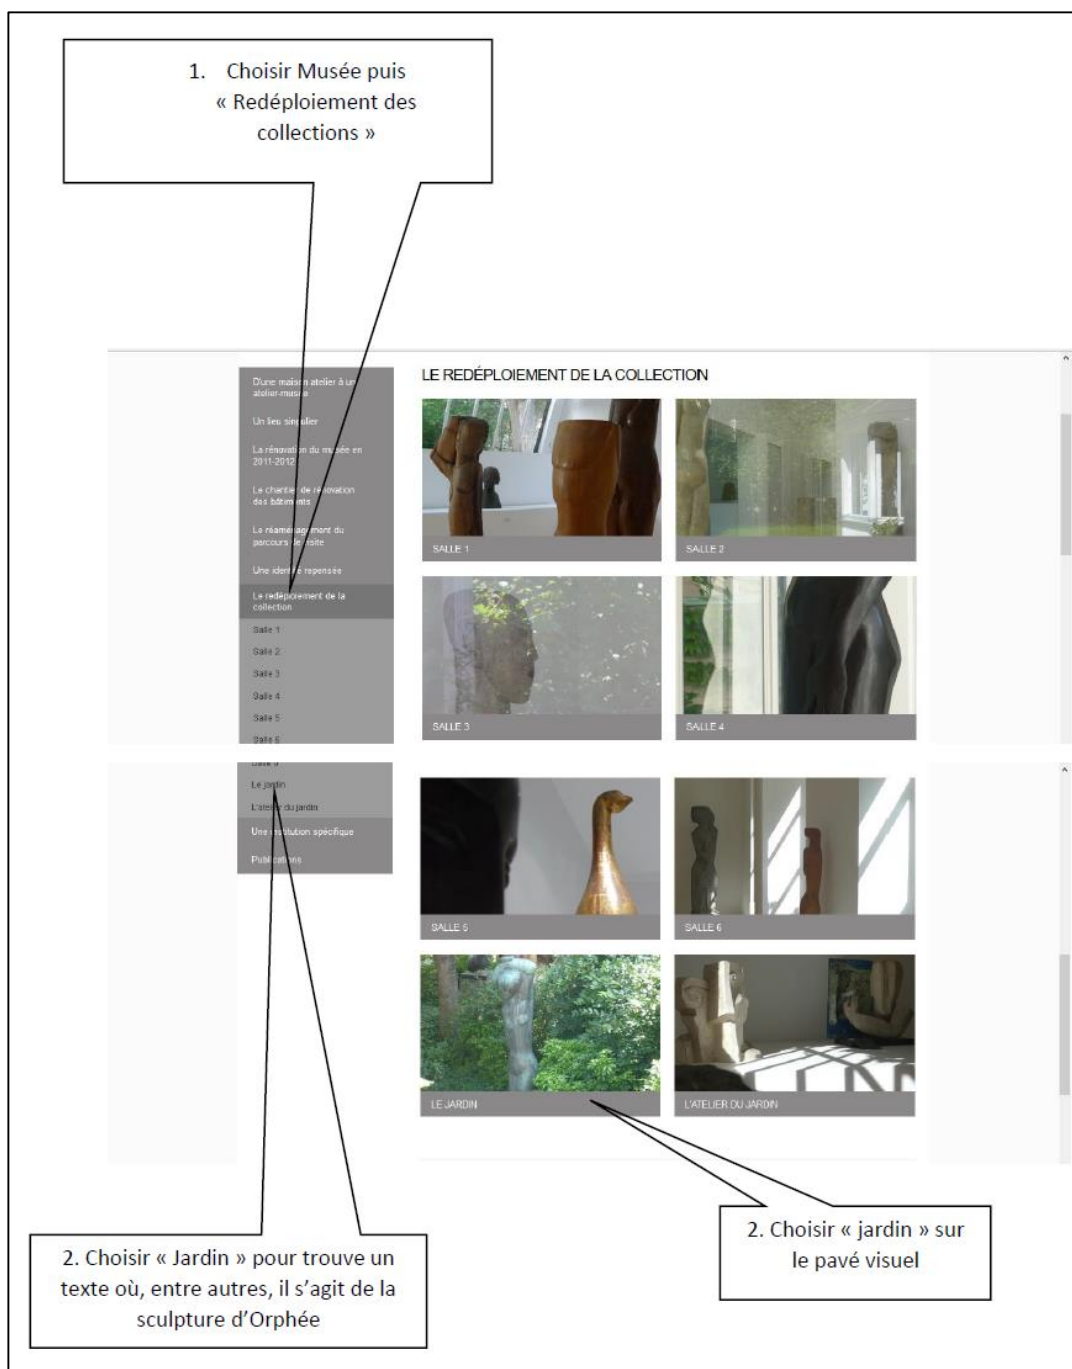 1. Choisir Musée puis
« Redéploiement des
collections »
D'une maison atelier à un
atelier-musée
Un lieu singulier
La rénovation du musée en
2011-2012
Le chantier de rénovation
des bâtiments
Le réaménagement du
parcours de visite
Une identité repensée
Le redéploiement de la
collection
Salle 1
Salle 2
Salle 3
Salle 4
Salle 5
Salle 6
LE REDÉPLOIEMENT DE LA COLLECTION
SALLE 1
SALLE 2
SALLE 3
SALLE 4
Le jardin
L'atelier du jardin
Une institution spécifique
Publications
SALLE 5
SALLE 6
LE JARDIN
L'ATELIER DU JARDIN
2. Choisir « Jardin » pour trouve un
texte où, entre autres, il s'agit de la
sculpture d'Orphée
2. Choisir « jardin » sur
le pavé visuel